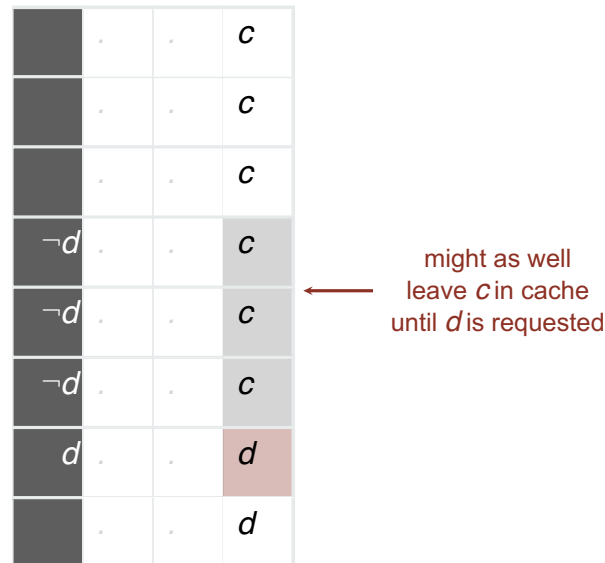 . . c
. . c
. . c
¬d . . c
¬d . . c
¬d . . c
d . . d
. . d
might as well
leave c in cache
until d is requested